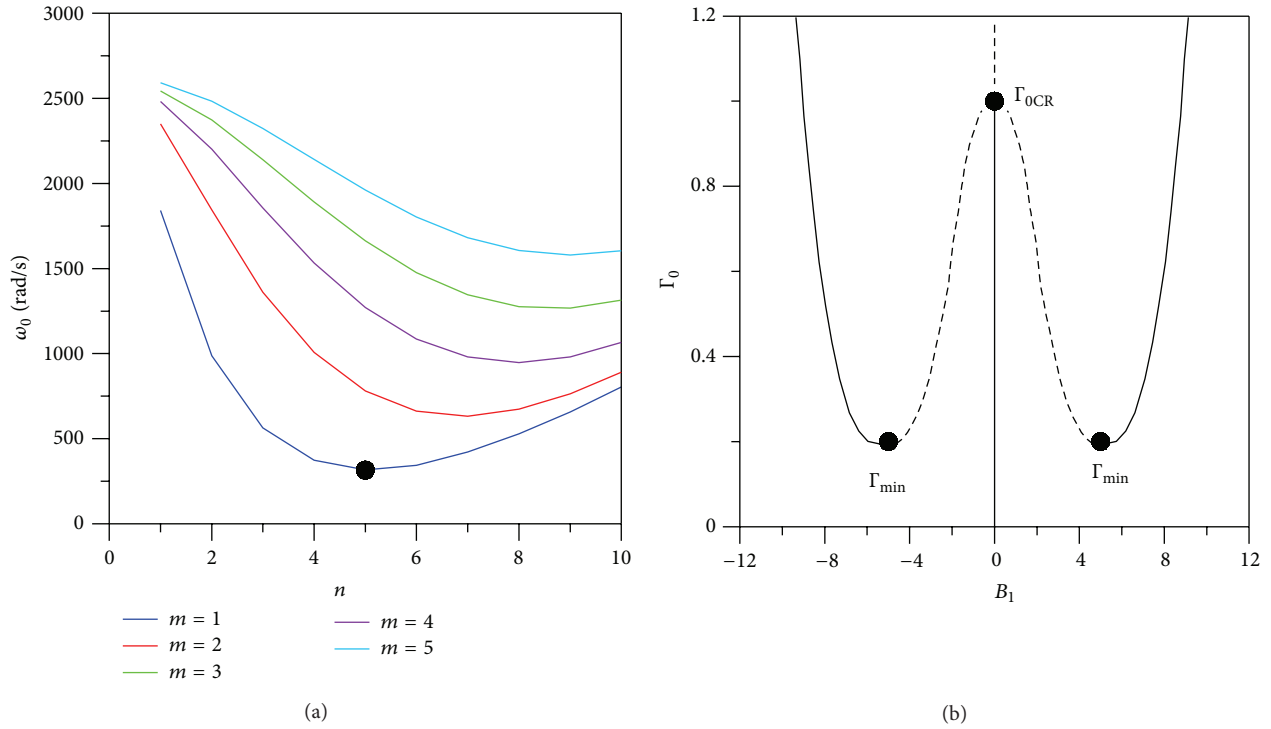 3000
2500
2000
1500
1000
500
0
ω₀ (rad/s)
0 2 4 6 8 10
n
m = 1
m = 2
m = 3
m = 4
m = 5
(a)
1.2
0.8
0.4
0
Γ₀
Γ₀CR
Γmin
Γmin
−12 −8 −4 0 4 8 12
B₁
(b)